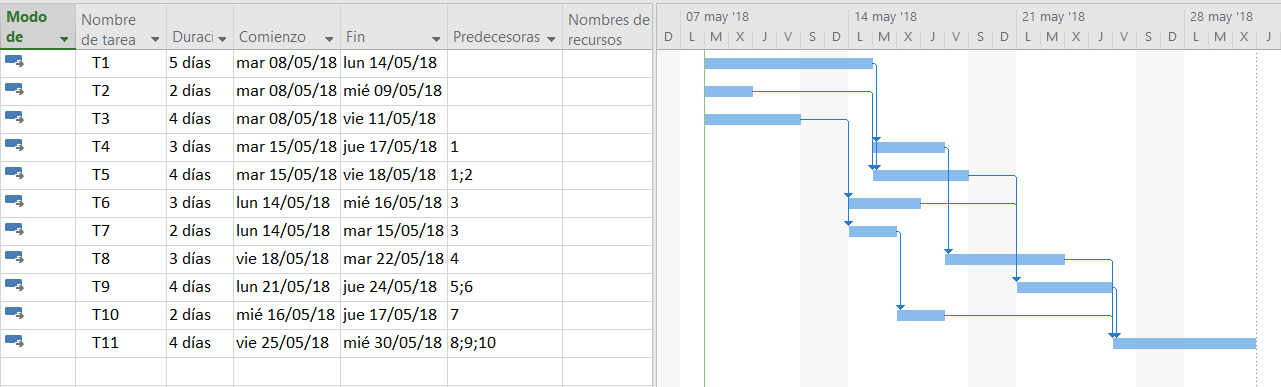 Modo de Nombre de tarea Duraci Comienzo Fin Predecesoras Nombres de recursos
07 may '18 14 may '18 21 may '18 28 may '18
D L M X J V S D L M X J V S D L M X J V S D L M X J
T1 5 días mar 08/05/18 lun 14/05/18
T2 2 días mar 08/05/18 mié 09/05/18
T3 4 días mar 08/05/18 vie 11/05/18
T4 3 días mar 15/05/18 jue 17/05/18 1
T5 4 días mar 15/05/18 vie 18/05/18 1;2
T6 3 días lun 14/05/18 mié 16/05/18 3
T7 2 días lun 14/05/18 mar 15/05/18 3
T8 3 días vie 18/05/18 mar 22/05/18 4
T9 4 días lun 21/05/18 jue 24/05/18 5;6
T10 2 días mié 16/05/18 jue 17/05/18 7
T11 4 días vie 25/05/18 mié 30/05/18 8;9;10